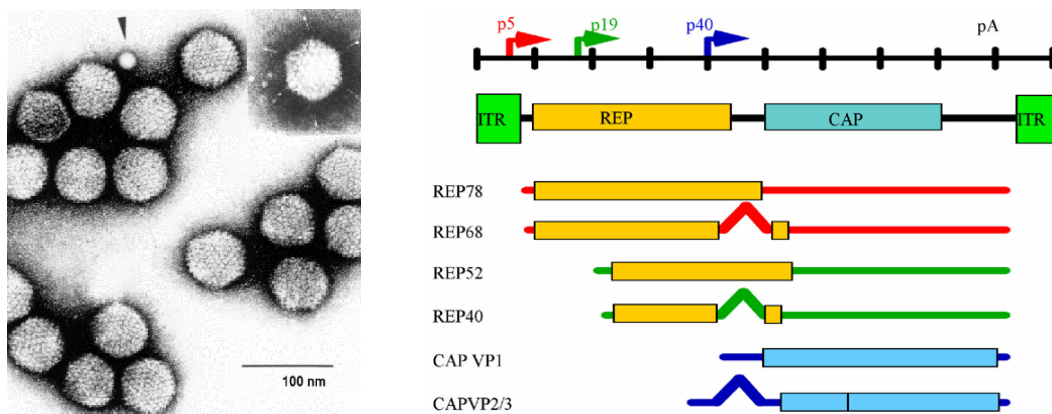 100 nm
p5 p19 p40 pA
ITR REP CAP ITR
REP78
REP68
REP52
REP40
CAP VP1
CAPVP2/3